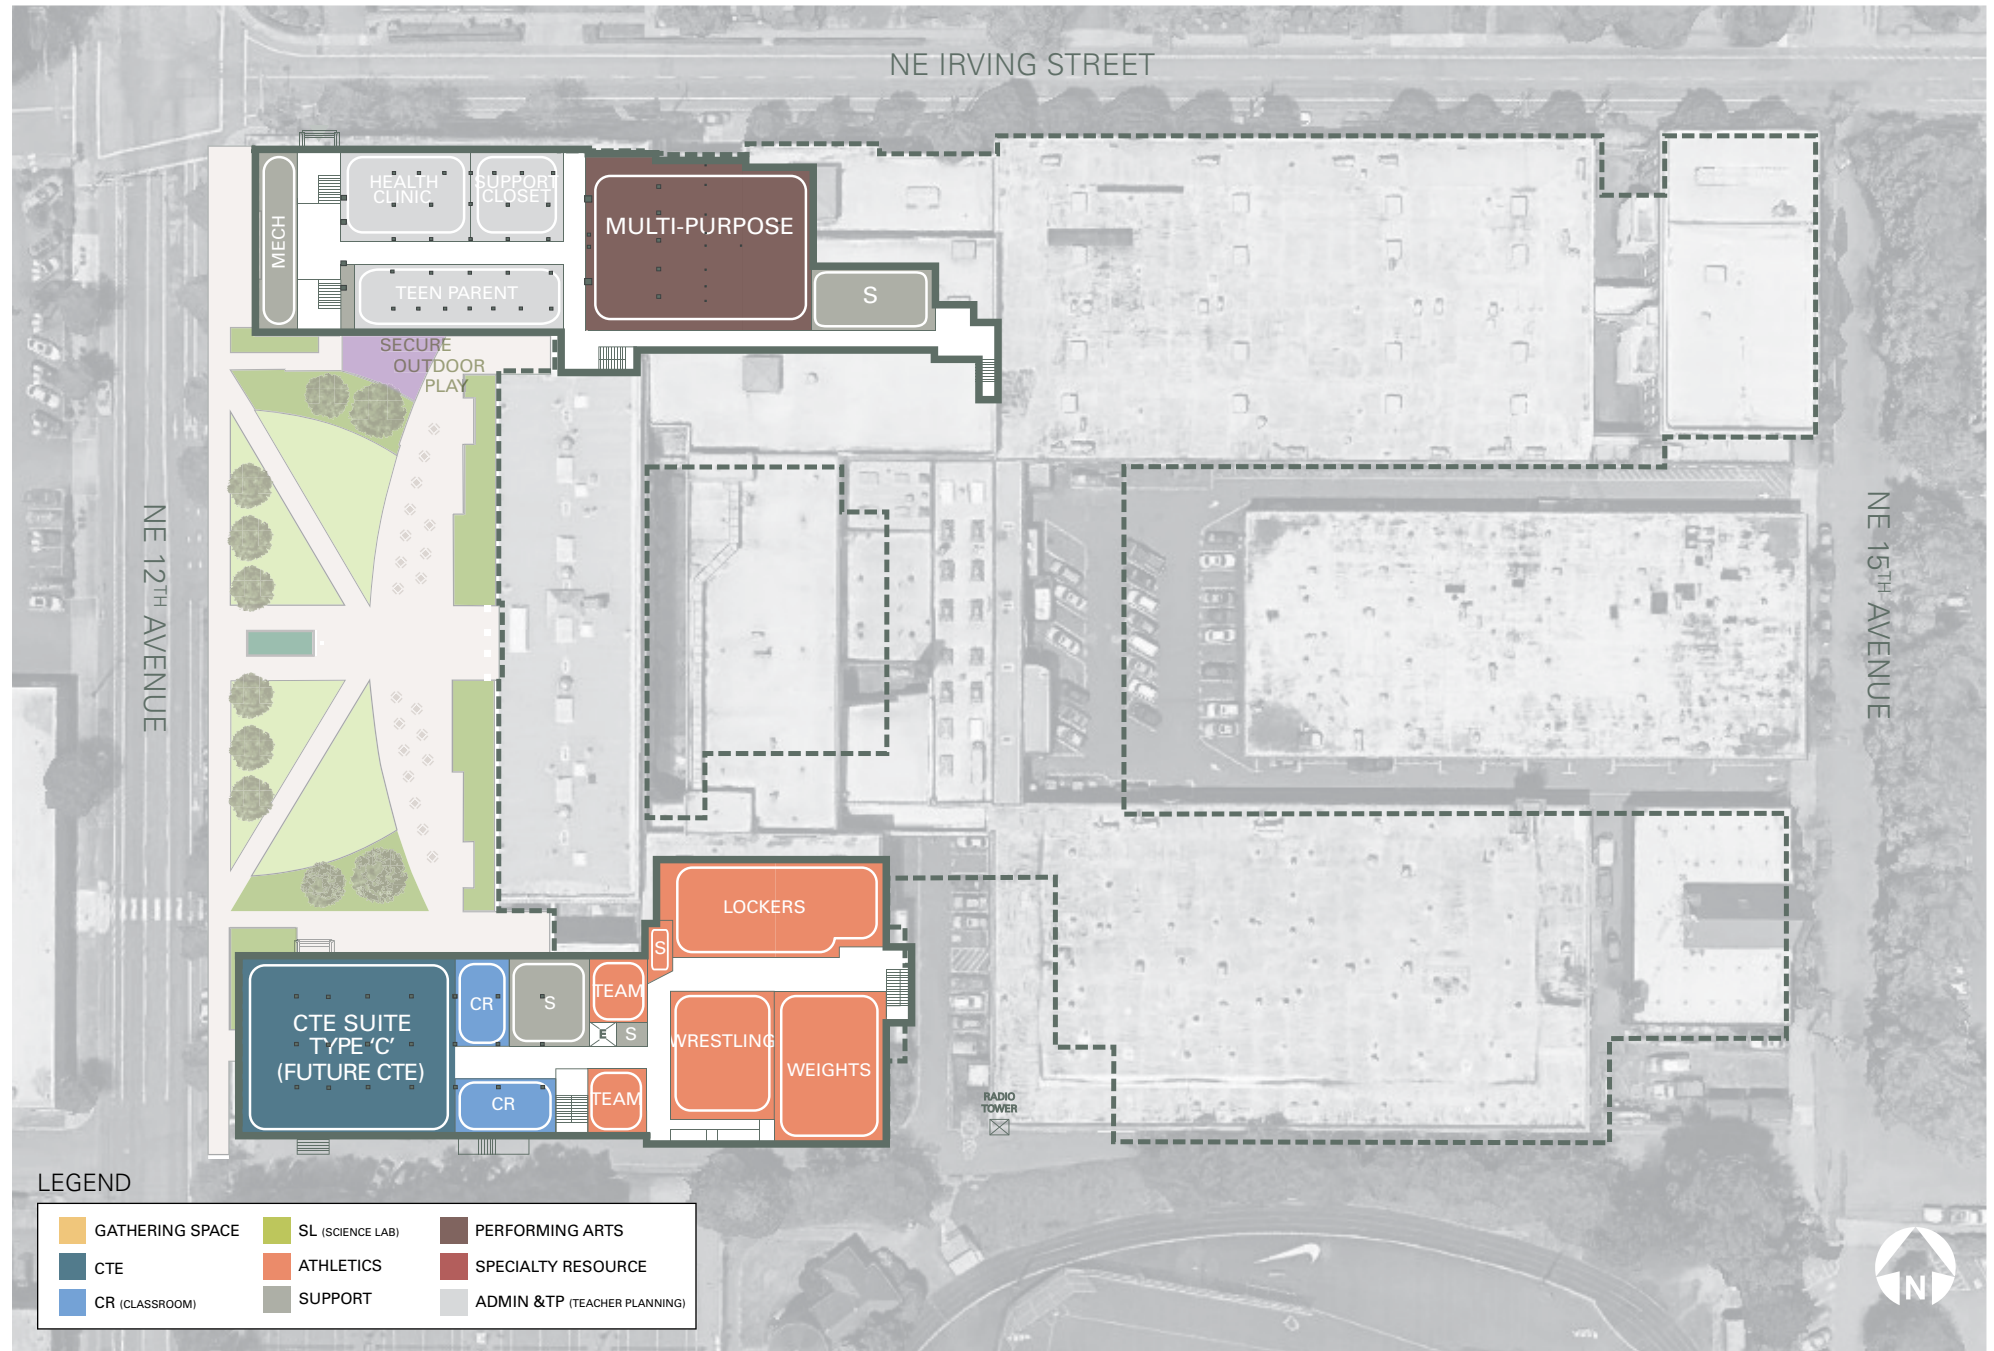 NE IRVING STREET
HEALTH
CLINIC
SUPPORT
CLOSET
MECH
MULTI-PURPOSE
TEEN PARENT
S
SECURE
OUTDOOR
PLAY
NE 12TH AVENUE
NE 15TH AVENUE
LOCKERS
S
TEAM
CR
S
CTE SUITE
TYPE ‘C’
(FUTURE CTE)
E
S
WRESTLING
WEIGHTS
CR
TEAM
RADIO
TOWER
LEGEND
GATHERING SPACE
CTE
CR (CLASSROOM)
SL (SCIENCE LAB)
ATHLETICS
SUPPORT
PERFORMING ARTS
SPECIALTY RESOURCE
ADMIN &TP (TEACHER PLANNING)
N